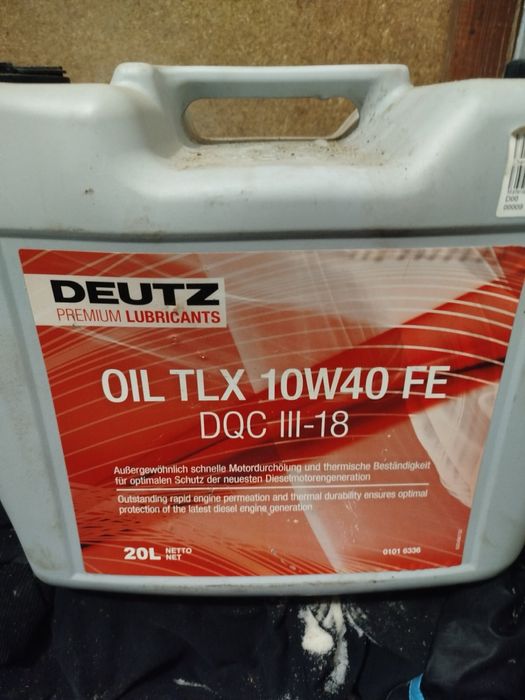 D00
00009
DEUTZ
PREMIUM LUBRICANTS
OIL TLX 10W40 FE
DQC III-18
Außergewöhnlich schnelle Motordurchölung und thermische Beständigkeit
für optimalen Schutz der neuesten Dieselmotorengeneration
Outstanding rapid engine permeation and thermal durability ensures optimal
protection of the latest diesel engine generation
20L NETTO
NET
0101 6336